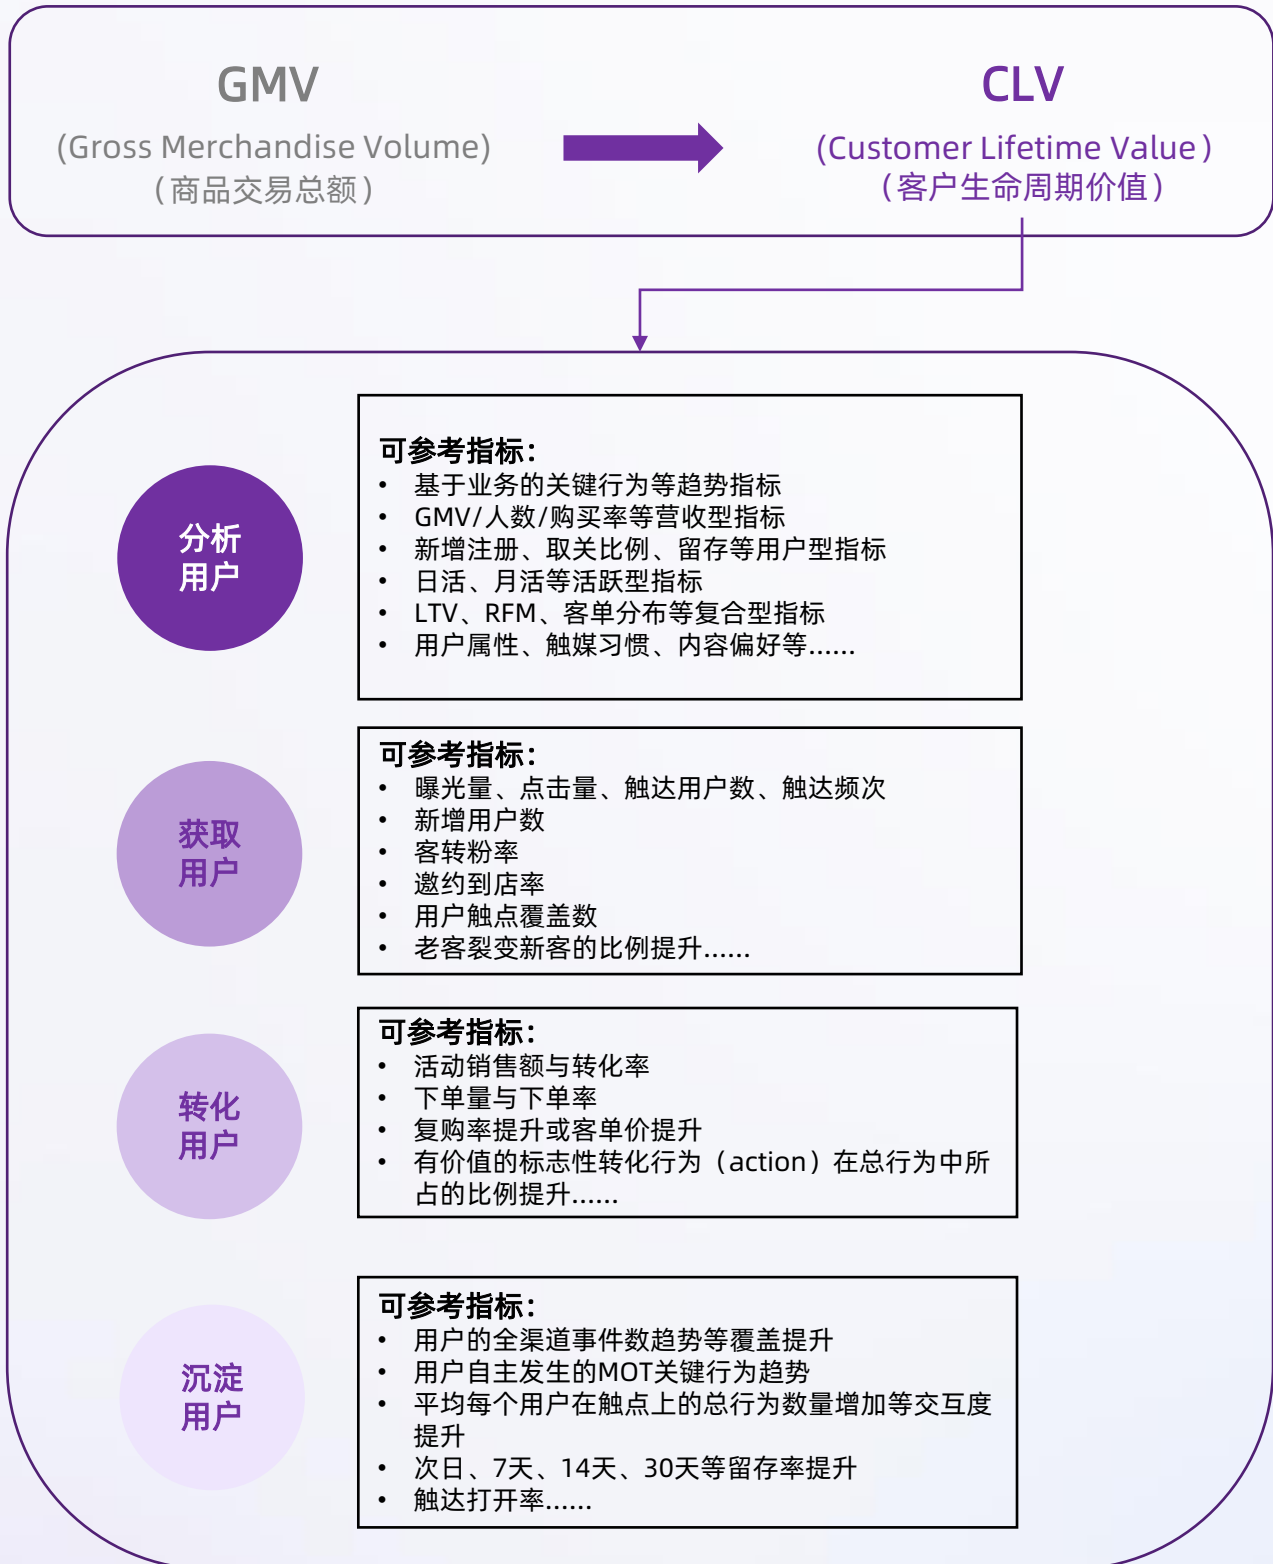 GMV
(Gross Merchandise Volume)
（商品交易总额）
CLV
(Customer Lifetime Value)
（客户生命周期价值）
分析
用户
可参考指标：
• 基于业务的关键行为等趋势指标
• GMV/人数/购买率等营收型指标
• 新增注册、取关比例、留存等用户型指标
• 日活、月活等活跃型指标
• LTV、RFM、客单分布等复合型指标
• 用户属性、触媒习惯、内容偏好等......
获取
用户
可参考指标：
• 曝光量、点击量、触达用户数、触达频次
• 新增用户数
• 客转粉率
• 邀约到店率
• 用户触点覆盖数
• 老客裂变新客的比例提升......
转化
用户
可参考指标：
• 活动销售额与转化率
• 下单量与下单率
• 复购率提升或客单价提升
• 有价值的标志性转化行为（action）在总行为中所
占的比例提升......
沉淀
用户
可参考指标：
• 用户的全渠道事件数趋势等覆盖提升
• 用户自主发生的MOT关键行为趋势
• 平均每个用户在触点上的总行为数量增加等交互度
提升
• 次日、7天、14天、30天等留存率提升
• 触达打开率......